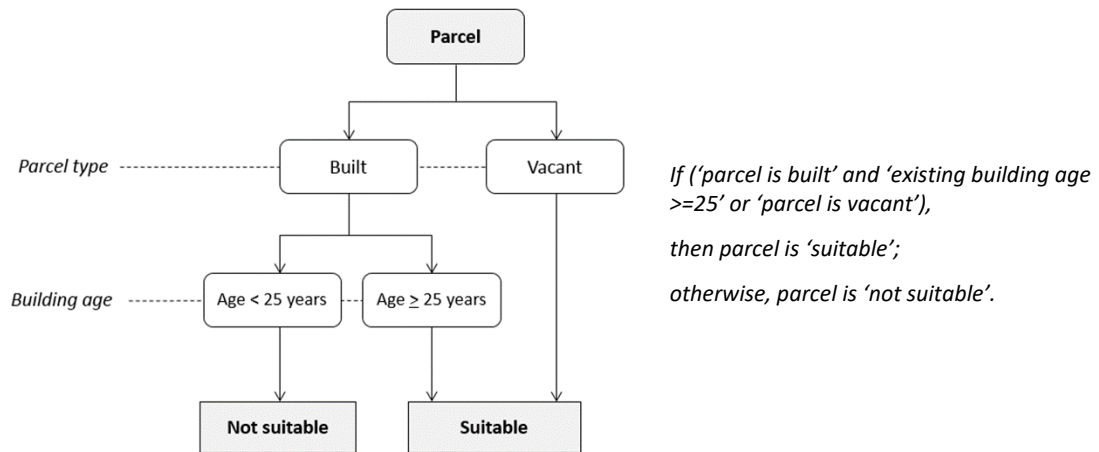 Parcel
Parcel type
Built
Vacant
Building age
Age < 25 years
Age ≥ 25 years
Not suitable
Suitable
If (‘parcel is built’ and ‘existing building age
>=25’ or ‘parcel is vacant’),
then parcel is ‘suitable’;
otherwise, parcel is ‘not suitable’.